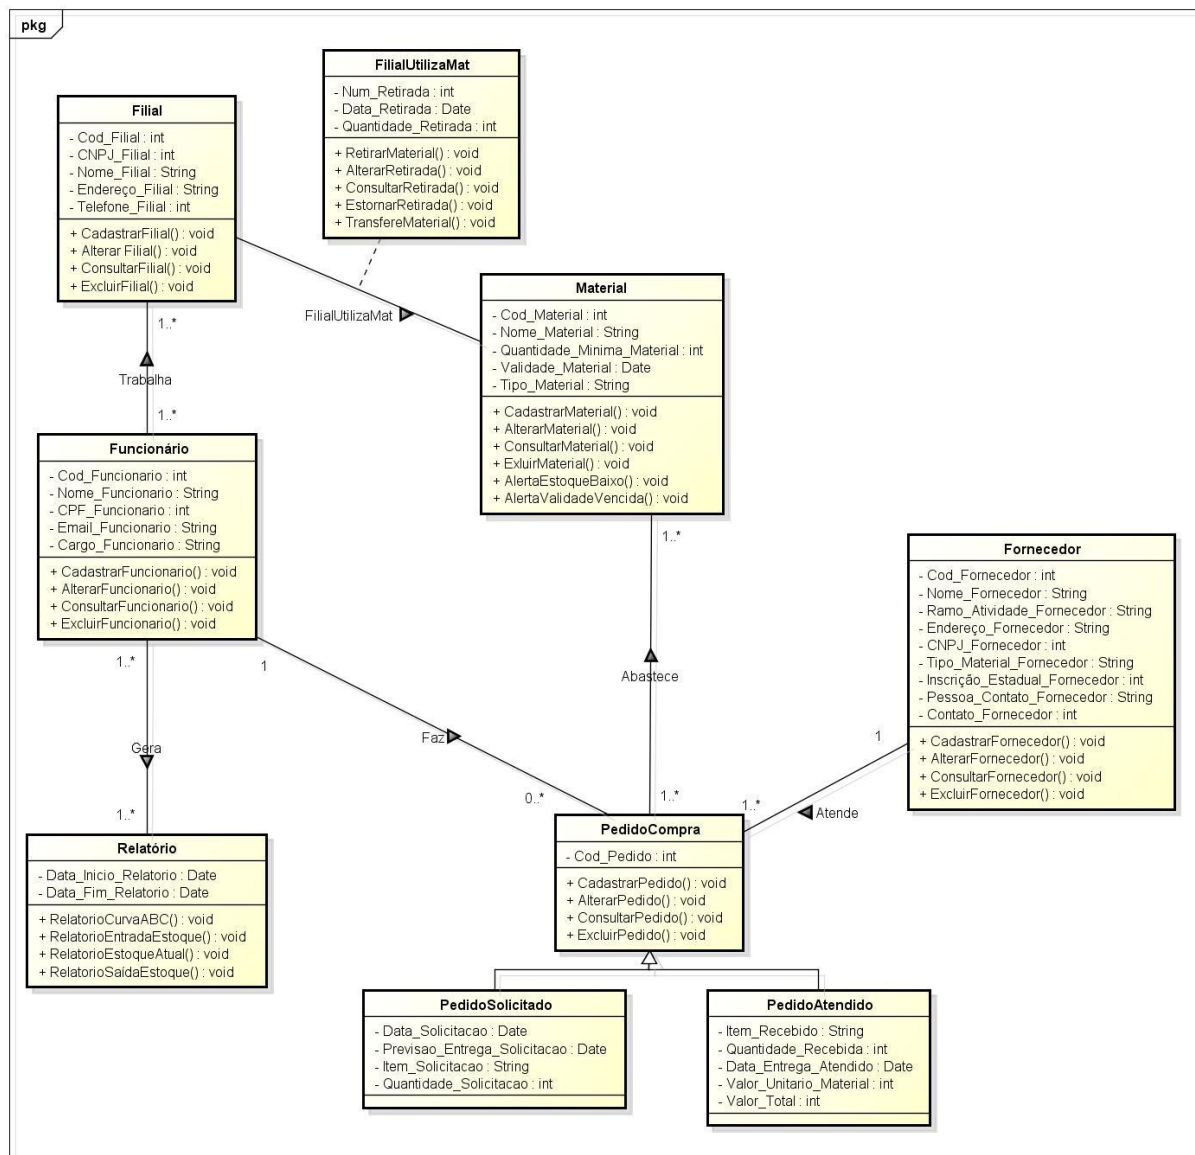 pkg
FilialUtilizaMat
- Num_Retirada : int
- Data_Retirada : Date
- Quantidade_Retirada : int
+ RetirarMaterial() : void
+ AlterarRetirada() : void
+ ConsultarRetirada() : void
+ EstornarRetirada() : void
+ TransfereMaterial() : void
Filial
- Cod_Filial : int
- CNPJ_Filial : int
- Nome_Filial : String
- Endereço_Filial : String
- Telefone_Filial : int
+ CadastrarFilial() : void
+ Alterar Filial() : void
+ ConsultarFilial() : void
+ ExcluirFilial() : void
FilialUtilizaMat
Material
- Cod_Material : int
- Nome_Material : String
- Quantidade_Minima_Material : int
- Validade_Material : Date
- Tipo_Material : String
+ CadastrarMaterial() : void
+ AlterarMaterial() : void
+ ConsultarMaterial() : void
+ ExluirMaterial() : void
+ AlertaEstoqueBaixo() : void
+ AlertaValidadeVencida() : void
1..*
Trabalha
1..*
Funcionário
- Cod_Funcionario : int
- Nome_Funcionario : String
- CPF_Funcionario : int
- Email_Funcionario : String
- Cargo_Funcionario : String
+ CadastrarFuncionario() : void
+ AlterarFuncionario() : void
+ ConsultarFuncionario() : void
+ ExcluirFuncionario() : void
1..*
Fornecedor
- Cod_Fornecedor : int
- Nome_Fornecedor : String
- Ramo_Atividade_Fornecedor : String
- Endereço_Fornecedor : String
- CNPJ_Fornecedor : int
- Tipo_Material_Fornecedor : String
- Inscrição_Estadual_Fornecedor : int
- Pessoa_Contato_Fornecedor : String
- Contato_Fornecedor : int
+ CadastrarFornecedor() : void
+ AlterarFornecedor() : void
+ ConsultarFornecedor() : void
+ ExcluirFornecedor() : void
1..*
1
Abastece
Faz
1
Gera
0..*
1..*
1..*
Atende
1..*
Relatório
- Data_Inicio_Relatorio : Date
- Data_Fim_Relatorio : Date
+ RelatorioCurvaABC() : void
+ RelatorioEntradaEstoque() : void
+ RelatorioEstoqueAtual() : void
+ RelatorioSaídaEstoque() : void
PedidoCompra
- Cod_Pedido : int
+ CadastrarPedido() : void
+ AlterarPedido() : void
+ ConsultarPedido() : void
+ ExcluirPedido() : void
PedidoSolicitado
- Data_Solicitacao : Date
- Previsao_Entrega_Solicitacao : Date
- Item_Solicitacao : String
- Quantidade_Solicitacao : int
PedidoAtendido
- Item_Recebido : String
- Quantidade_Recebida : int
- Data_Entrega_Atendido : Date
- Valor_Unitario_Material : int
- Valor_Total : int